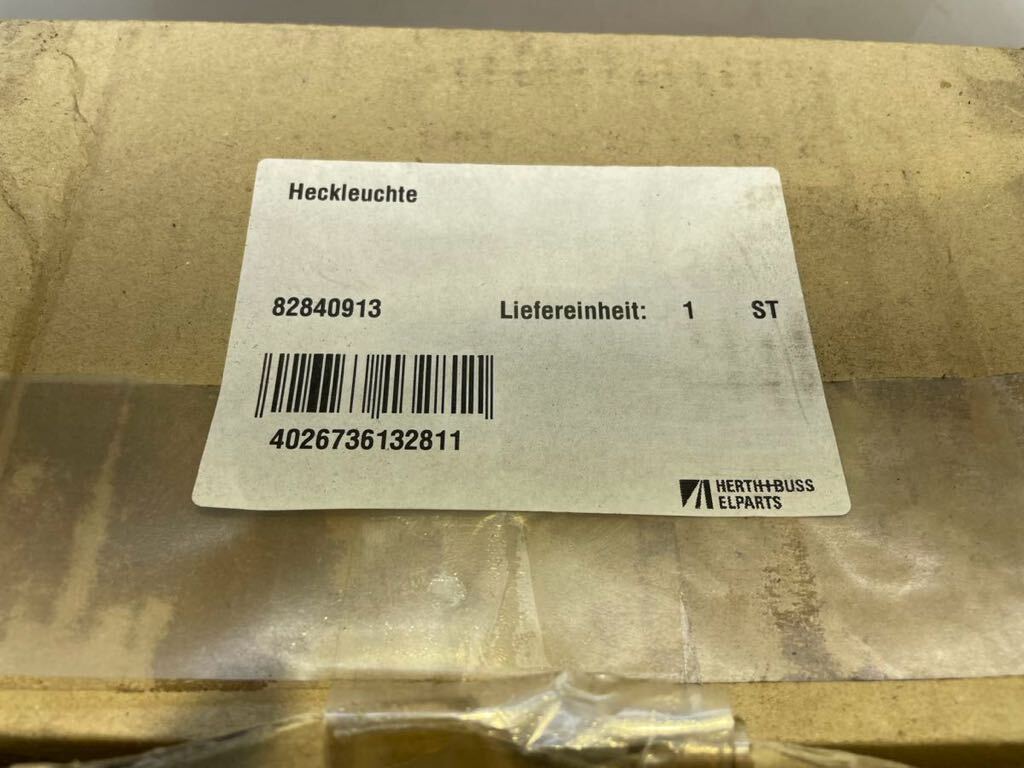 Heckleuchte
82840913 Liefereinheit: 1 ST
4026736132811
HERTH+BUSS
ELPARTS